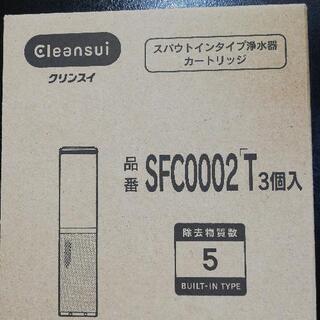 Cleansui
クリンスイ
スパウトインタイプ浄水器
カートリッジ
品番 SFC0002「T 3個入
除去物質数
5
BUILT-IN TYPE